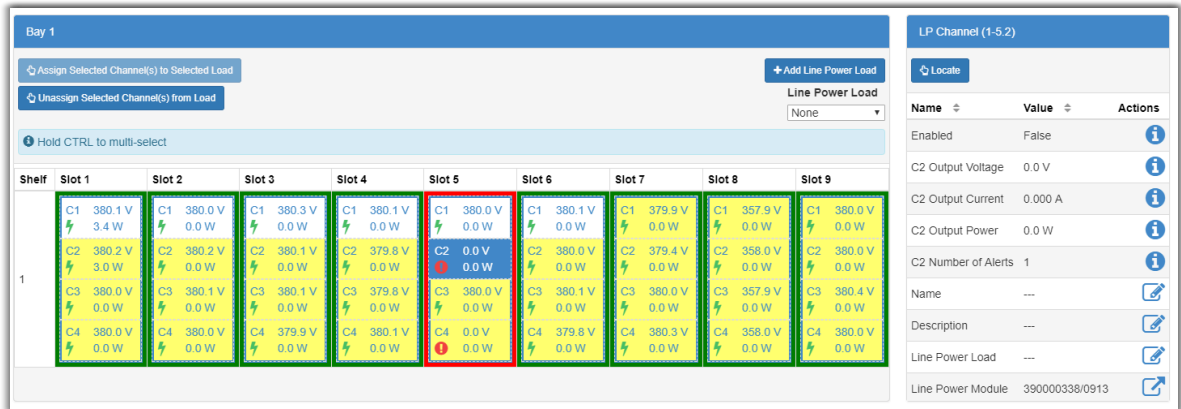 Bay 1
Assign Selected Channel(s) to Selected Load
+ Add Line Power Load
Unassign Selected Channel(s) from Load
Line Power Load
None
Hold CTRL to multi-select
Shelf Slot 1 Slot 2 Slot 3 Slot 4 Slot 5 Slot 6 Slot 7 Slot 8 Slot 9
C1 380.1 V C1 380.0 V C1 380.3 V C1 380.1 V C1 380.0 V C1 380.1 V C1 379.9 V C1 357.9 V C1 380.0 V
3.4 W 0.0 W 0.0 W 0.0 W 0.0 W 0.0 W 0.0 W 0.0 W 0.0 W
C2 380.2 V C2 380.2 V C2 380.1 V C2 379.8 V C2 0.0 V C2 380.0 V C2 379.4 V C2 358.0 V C2 380.0 V
3.0 W 0.0 W 0.0 W 0.0 W 0.0 W 0.0 W 0.0 W 0.0 W 0.0 W
1
C3 380.0 V C3 380.1 V C3 380.1 V C3 379.8 V C3 380.0 V C3 380.1 V C3 380.0 V C3 357.9 V C3 380.4 V
0.0 W 0.0 W 0.0 W 0.0 W 0.0 W 0.0 W 0.0 W 0.0 W 0.0 W
C4 380.0 V C4 380.0 V C4 379.9 V C4 380.1 V C4 0.0 V C4 379.8 V C4 380.3 V C4 358.0 V C4 380.0 V
0.0 W 0.0 W 0.0 W 0.0 W 0.0 W 0.0 W 0.0 W 0.0 W 0.0 W
LP Channel (1-5.2)
Locate
Name Value Actions
Enabled False
C2 Output Voltage 0.0 V
C2 Output Current 0.000 A
C2 Output Power 0.0 W
C2 Number of Alerts 1
Name ---
Description ---
Line Power Load ---
Line Power Module 390000338/0913